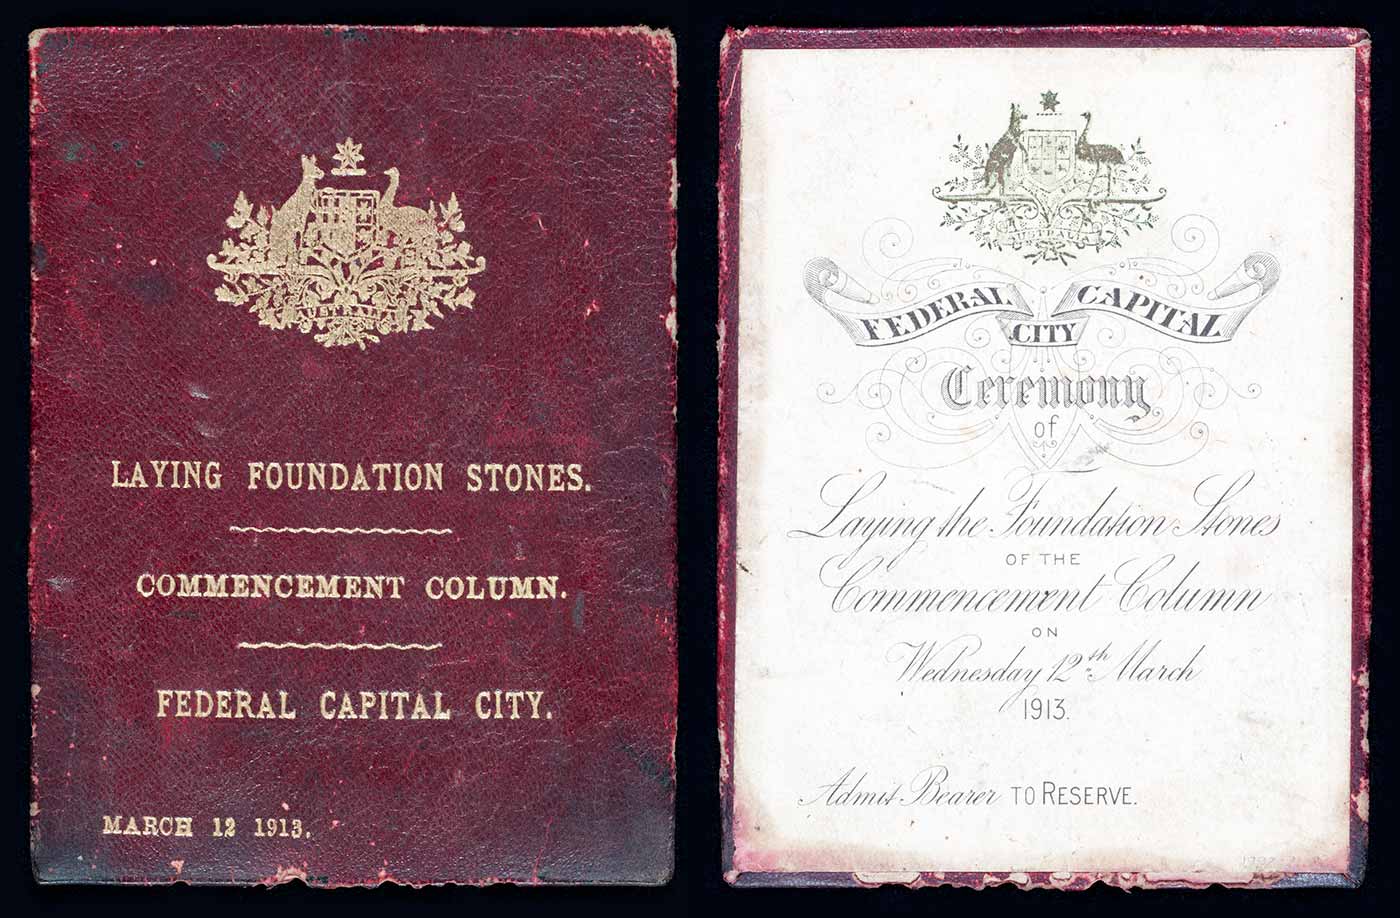 AUSTRALIA
LAYING FOUNDATION STONES.
COMMENCEMENT COLUMN.
FEDERAL CAPITAL CITY.
MARCH 12 1913.
FEDERAL CAPITAL
CITY
Ceremony
of
Laying the Foundation Stones
OF THE
Commencement Column
ON
Wednesday 12th March
1913.
Admit Bearer TO RESERVE.